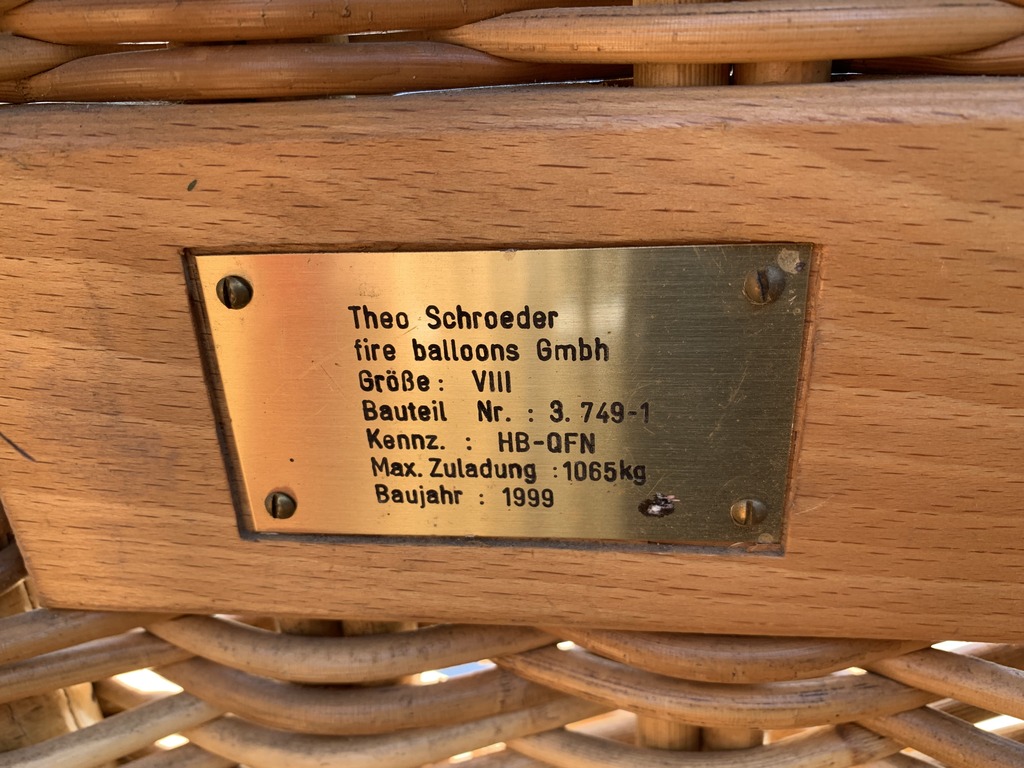 Theo Schroeder
fire balloons Gmbh
Größe: VIII
Bauteil Nr. : 3. 749-1
Kennz. : HB-QFN
Max. Zuladung :1065kg
Baujahr : 1999